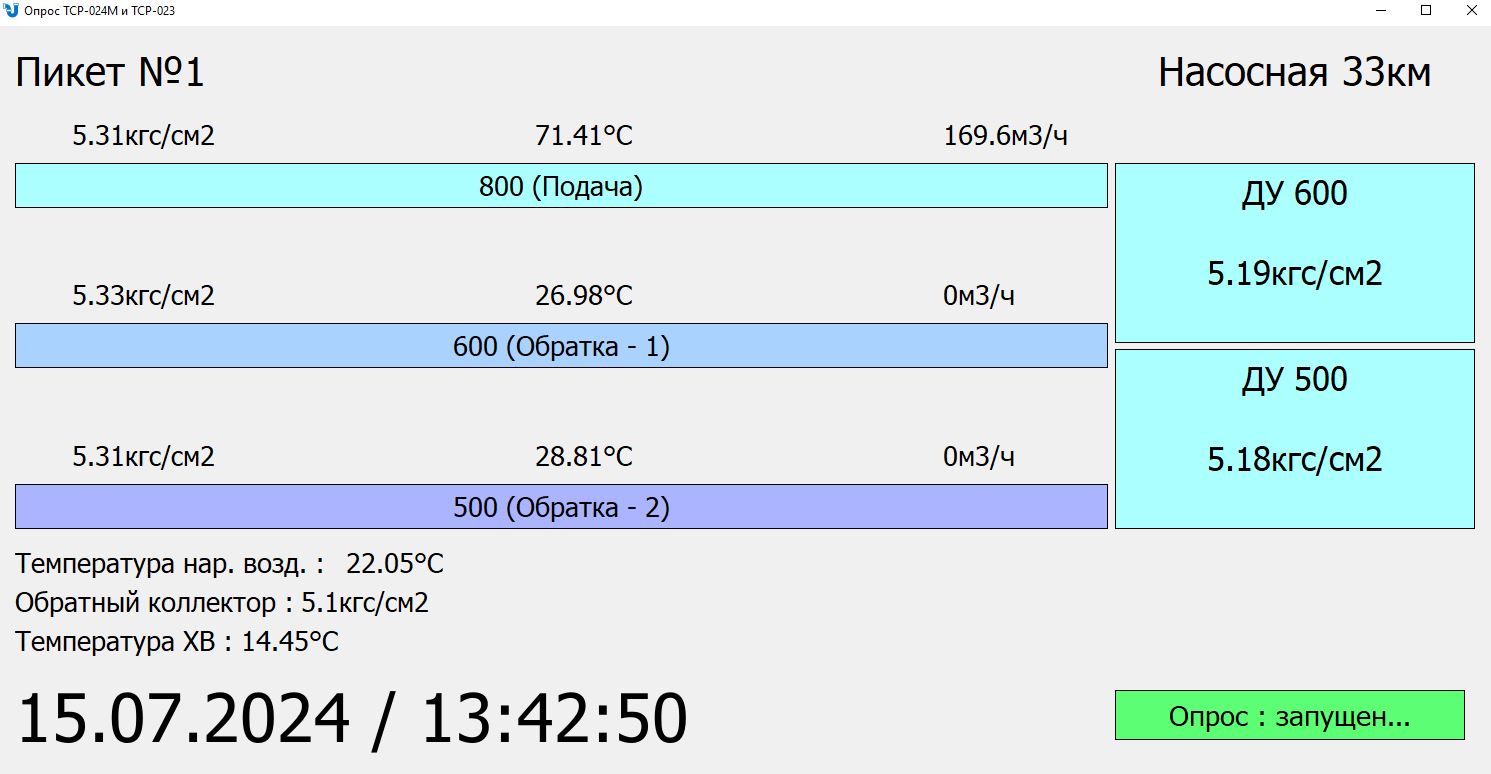 Опрос ТСР-024М и ТСР-023
Пикет №1
Насосная 33км
5.31кгс/см2 71.41°C 169.6м3/ч
800 (Подача)
ДУ 600
5.19кгс/см2
5.33кгс/см2 26.98°C 0м3/ч
600 (Обратка - 1)
ДУ 500
5.18кгс/см2
5.31кгс/см2 28.81°C 0м3/ч
500 (Обратка - 2)
Температура нар. возд. : 22.05°C
Обратный коллектор : 5.1кгс/см2
Температура ХВ : 14.45°C
15.07.2024 / 13:42:50
Опрос : запущен...